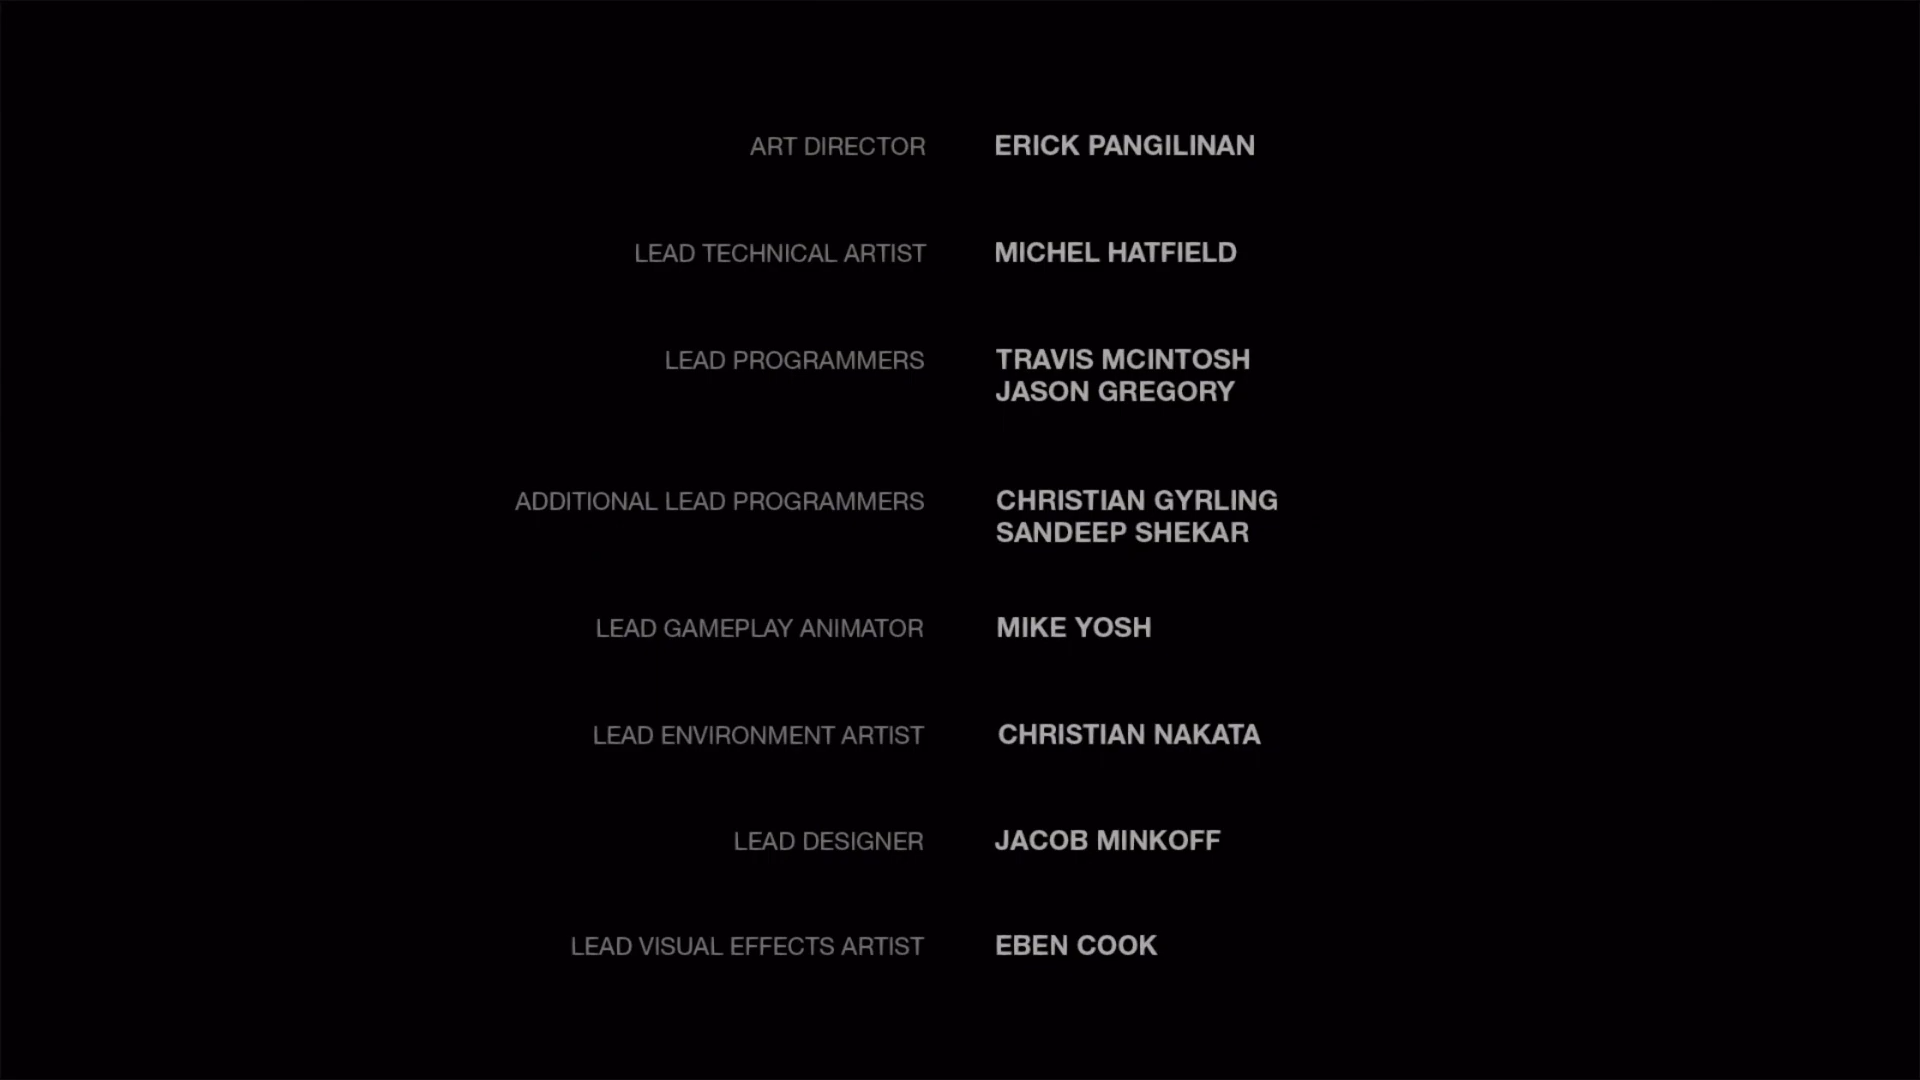 ART DIRECTOR ERICK PANGILINAN
LEAD TECHNICAL ARTIST MICHEL HATFIELD
LEAD PROGRAMMERS TRAVIS MCINTOSH
JASON GREGORY
ADDITIONAL LEAD PROGRAMMERS CHRISTIAN GYRLING
SANDEEP SHEKAR
LEAD GAMEPLAY ANIMATOR MIKE YOSH
LEAD ENVIRONMENT ARTIST CHRISTIAN NAKATA
LEAD DESIGNER JACOB MINKOFF
LEAD VISUAL EFFECTS ARTIST EBEN COOK